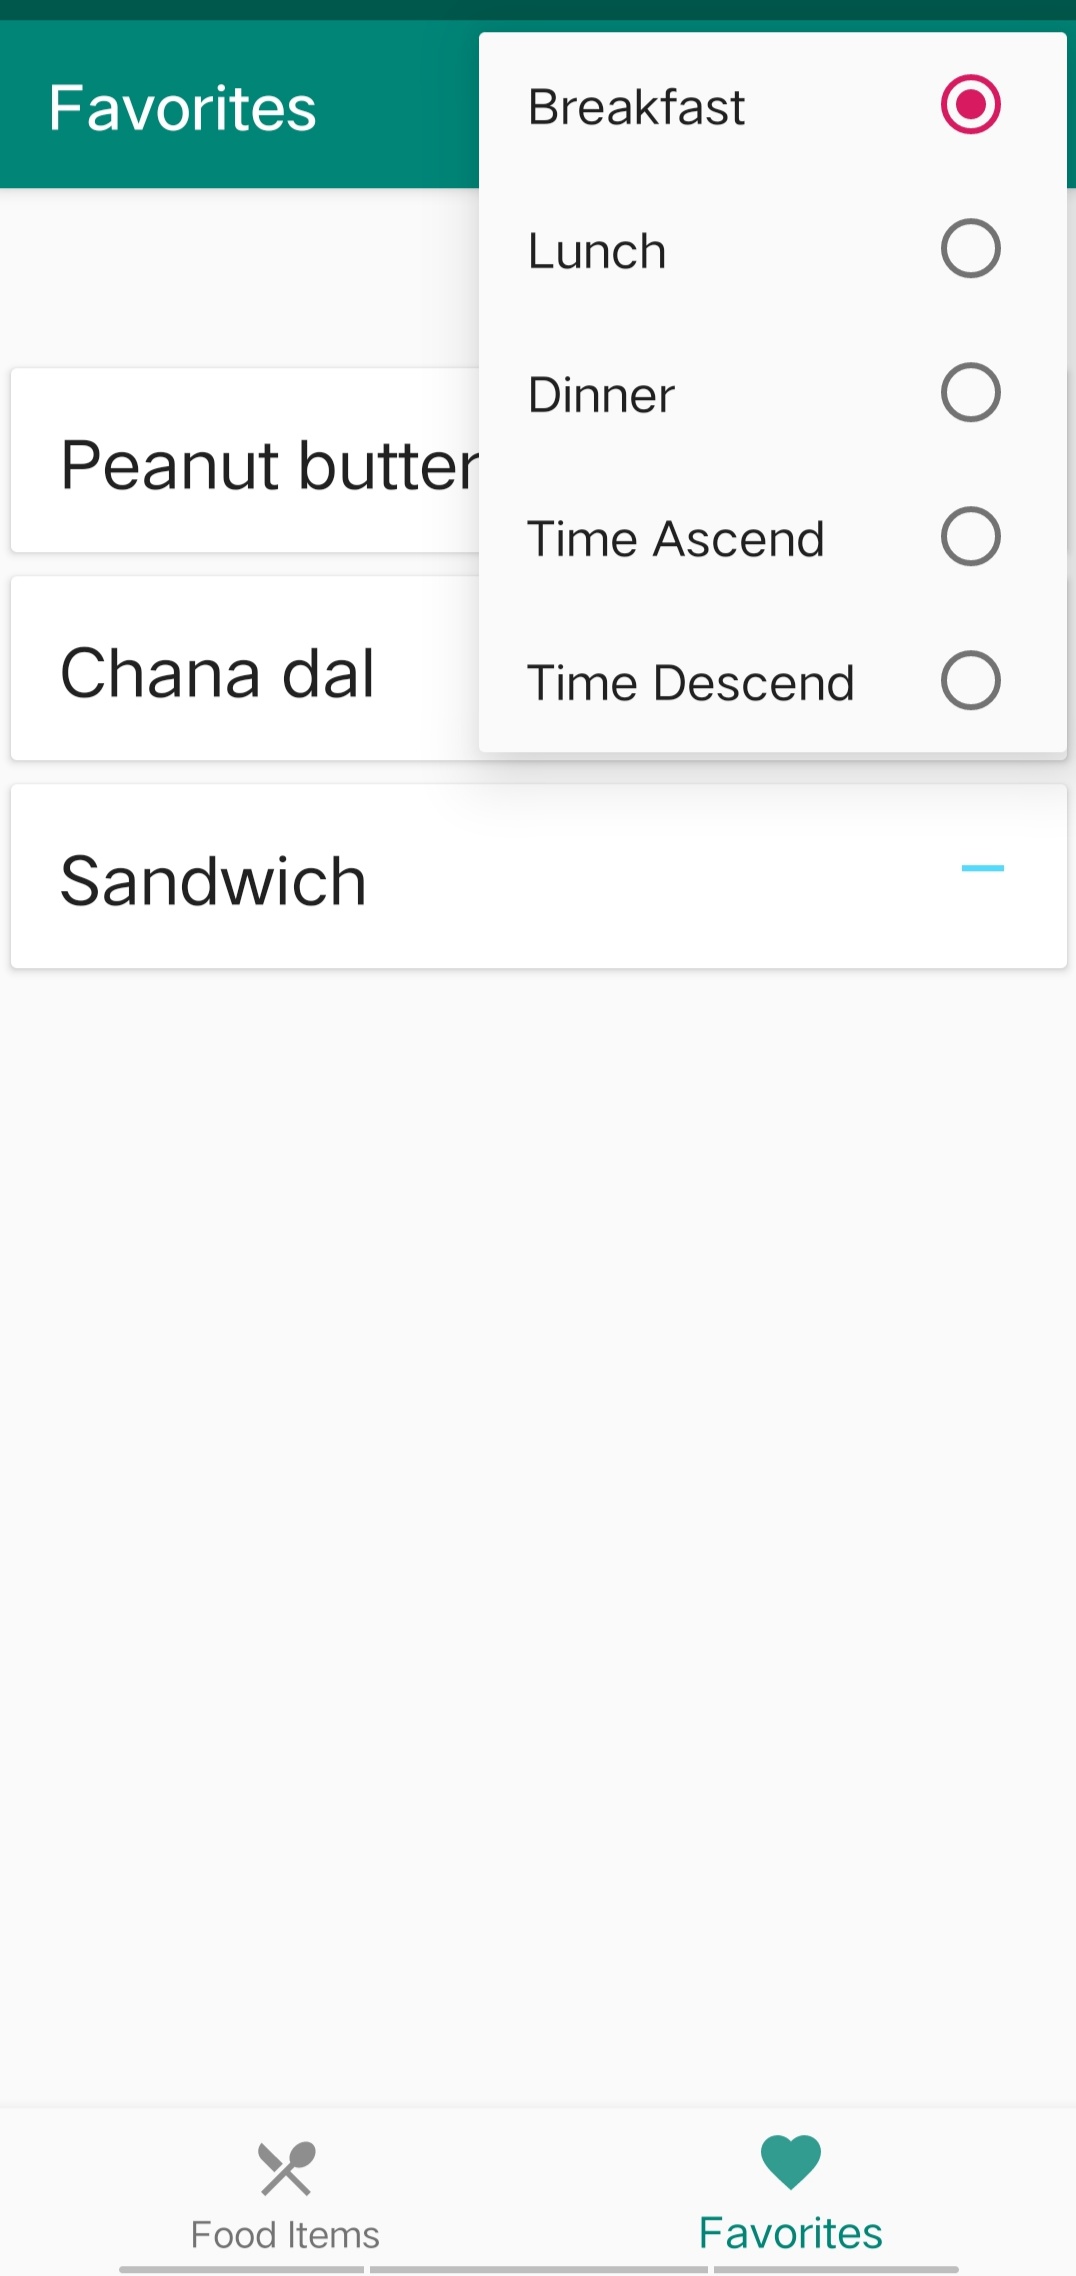 Favorites
Breakfast
Lunch
Dinner
Time Ascend
Time Descend
Peanut butter
Chana dal
Sandwich
Food Items
Favorites